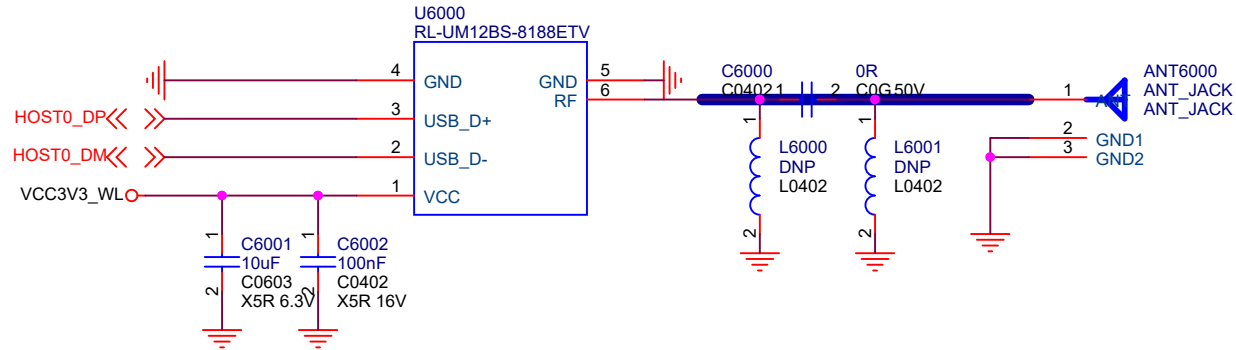 U6000
RL-UM12BS-8188ETV
4 GND
GND 5
RF 6
HOST0_DP
3 USB_D+
HOST0_DM
2 USB_D-
VCC3V3_WL
1 VCC
1
C6001
10uF
C0603
X5R 6.3V
2
1
C6002
100nF
C0402
X5R 16V
2
C6000
C0402
1
2
0R
C0G 50V
1
L6000
DNP
L0402
2
1
L6001
DNP
L0402
2
1
ANT
ANT6000
ANT_JACK
ANT_JACK
2 GND1
3 GND2